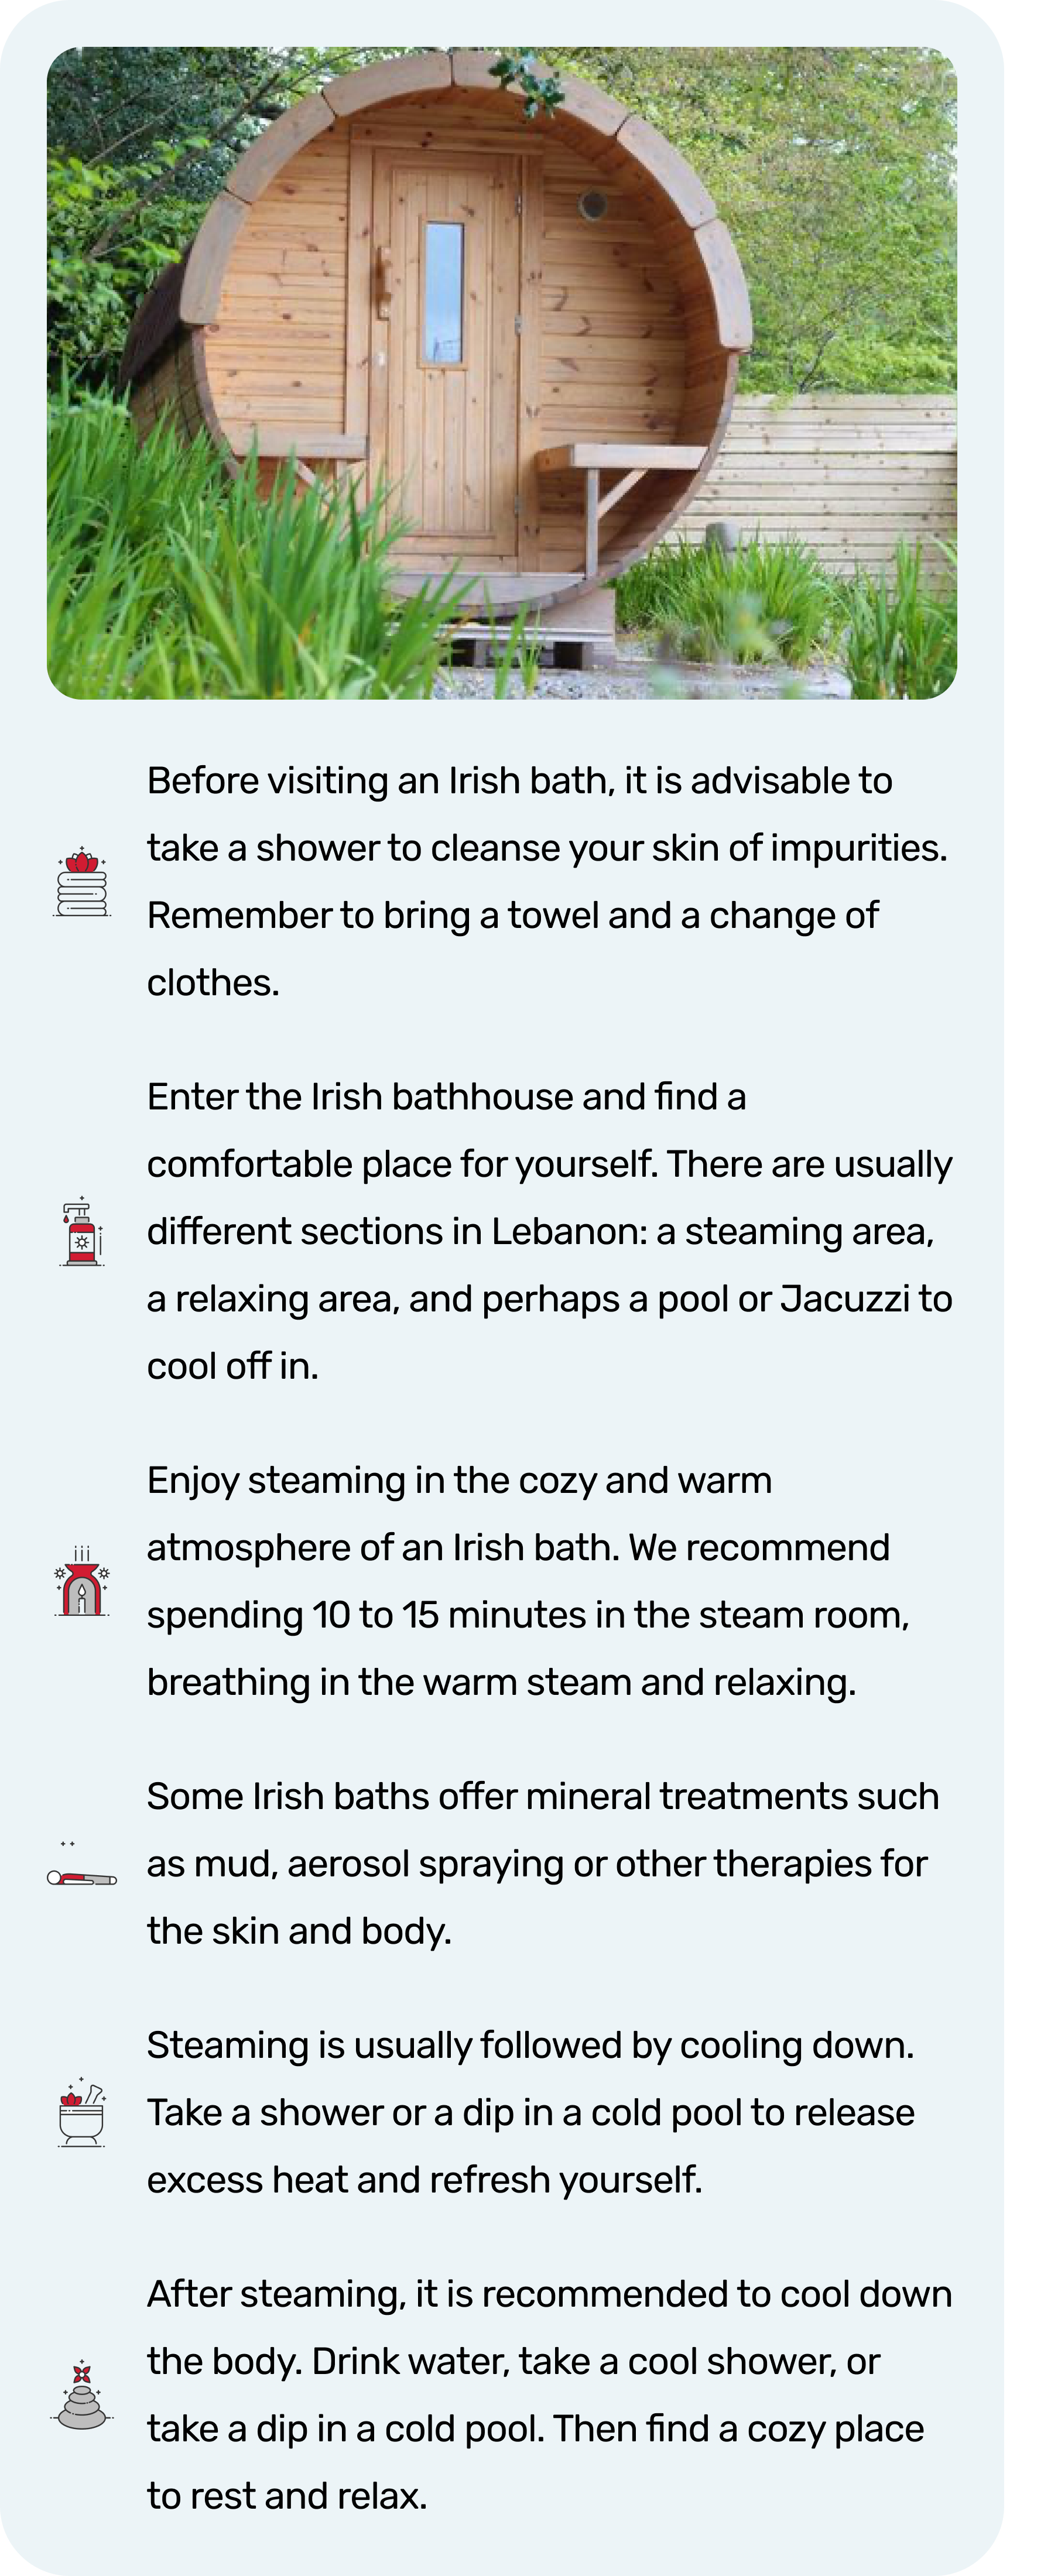 Before visiting an Irish bath, it is advisable to
take a shower to cleanse your skin of impurities.
Remember to bring a towel and a change of
clothes.
Enter the Irish bathhouse and find a
comfortable place for yourself. There are usually
different sections in Lebanon: a steaming area,
a relaxing area, and perhaps a pool or Jacuzzi to
cool off in.
Enjoy steaming in the cozy and warm
atmosphere of an Irish bath. We recommend
spending 10 to 15 minutes in the steam room,
breathing in the warm steam and relaxing.
Some Irish baths offer mineral treatments such
as mud, aerosol spraying or other therapies for
the skin and body.
Steaming is usually followed by cooling down.
Take a shower or a dip in a cold pool to release
excess heat and refresh yourself.
After steaming, it is recommended to cool down
the body. Drink water, take a cool shower, or
take a dip in a cold pool. Then find a cozy place
to rest and relax.